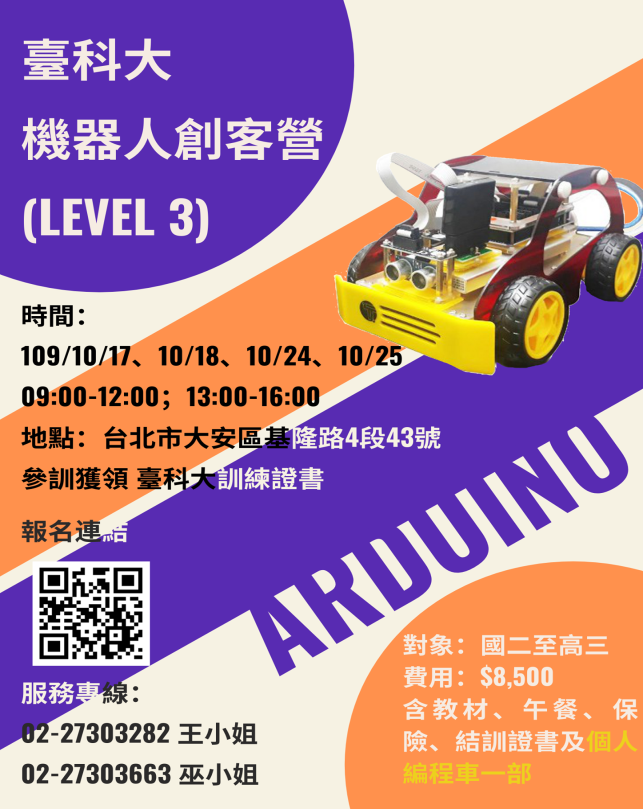 臺科大
機器人創客營
(LEVEL 3)
時間：
109/10/17、10/18、10/24、10/25
09:00-12:00；13:00-16:00
地點：台北市大安區基隆路4段43號
參訓獲領 臺科大訓練證書
報名連結
ARDUINO
服務專線：
02-27303282 王小姐
02-27303663 巫小姐
對象：國二至高三
費用：$8,500
含教材、午餐、保
險、結訓證書及個人
編程車一部